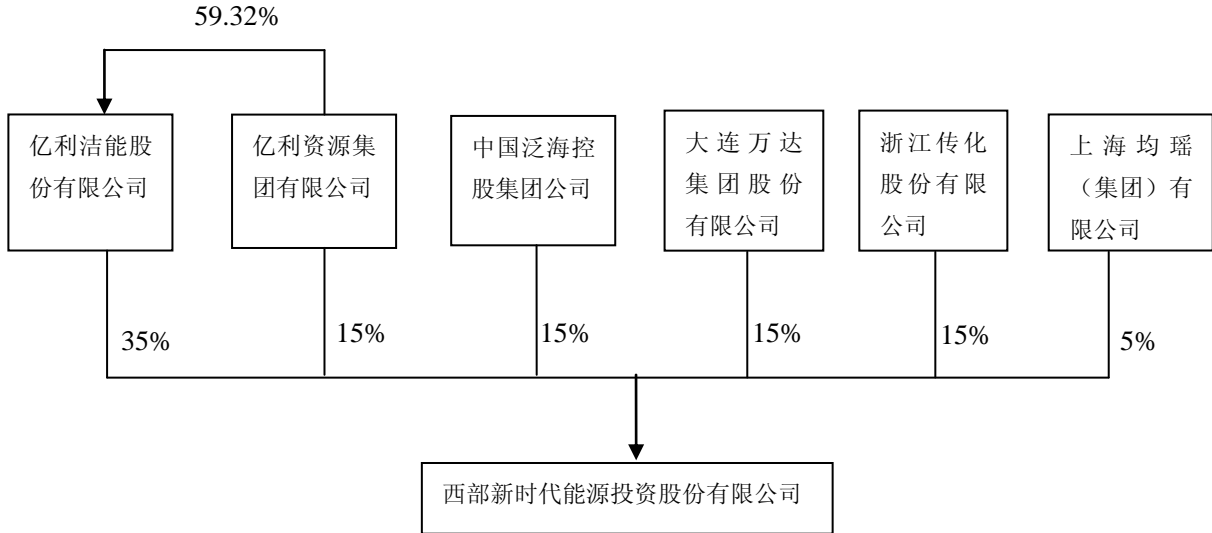 59.32%
亿利洁能股
份有限公司
亿利资源集
团有限公司
中国泛海控
股集团公司
大连万达
集团股份
有限公司
浙江传化
股份有限
公司
上海均瑶
（集团）有
限公司
35%
15%
15%
15%
15%
5%
西部新时代能源投资股份有限公司